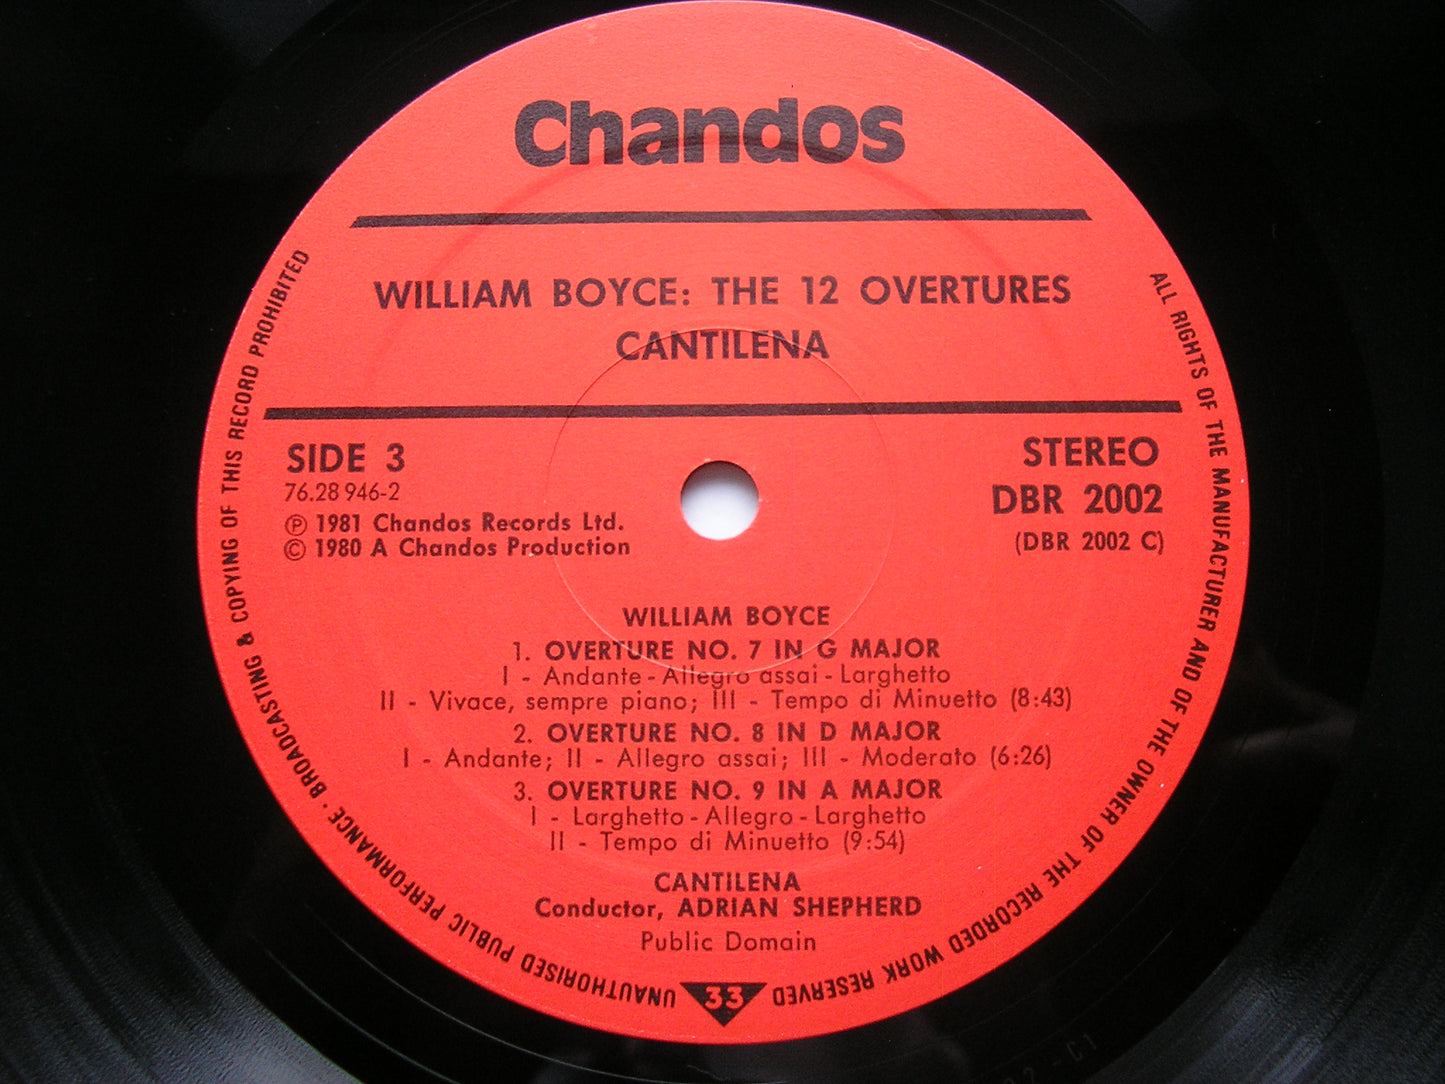 Chandos
WILLIAM BOYCE: THE 12 OVERTURES
CANTILENA
SIDE 3
76.28 946-2
Ⓟ 1981 Chandos Records Ltd.
© 1980 A Chandos Production
STEREO
DBR 2002
(DBR 2002 C)
WILLIAM BOYCE
1. OVERTURE NO. 7 IN G MAJOR
I - Andante - Allegro assai - Larghetto
II - Vivace, sempre piano; III - Tempo di Minuetto (8:43)
2. OVERTURE NO. 8 IN D MAJOR
I - Andante; II - Allegro assai; III - Moderato (6:26)
3. OVERTURE NO. 9 IN A MAJOR
I - Larghetto - Allegro - Larghetto
II - Tempo di Minuetto (9:54)
CANTILENA
Conductor, ADRIAN SHEPHERD
Public Domain
33
ALL RIGHTS OF THE MANUFACTURER AND OF THE OWNER OF THE RECORDED WORK RESERVED
UNAUTHORISED PUBLIC PERFORMANCE · BROADCASTING & COPYING OF THIS RECORD PROHIBITED